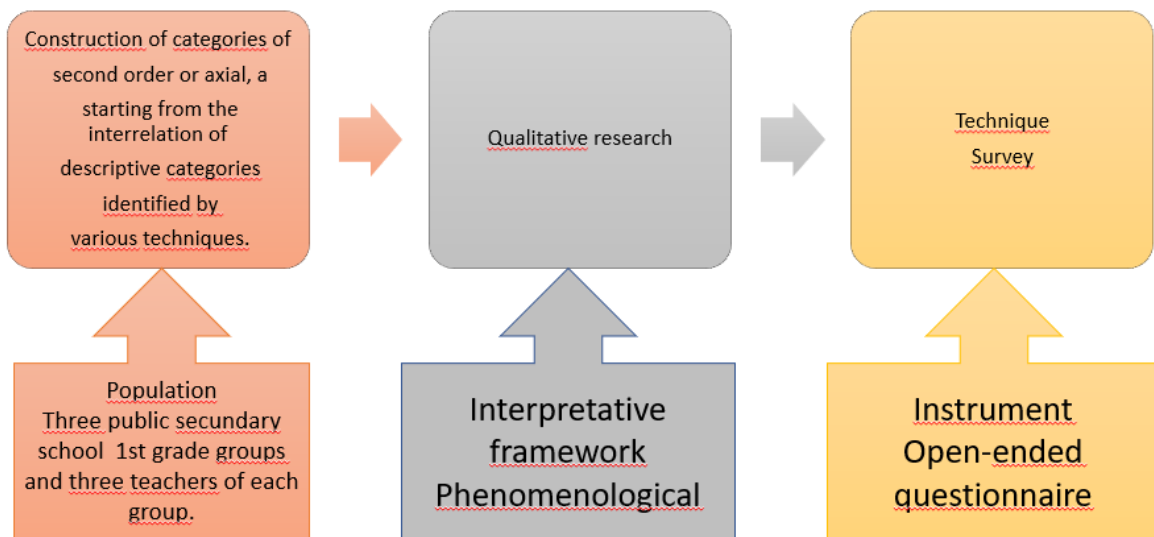 Construction of categories of
second order or axial, a
starting from the
interrelation of
descriptive categories
identified by
various techniques.
Qualitative research
Technique
Survey
Population
Three public secundary
school 1st grade groups
and three teachers of each
group.
Interpretative
framework
Phenomenological
Instrument
Open-ended
questionnaire